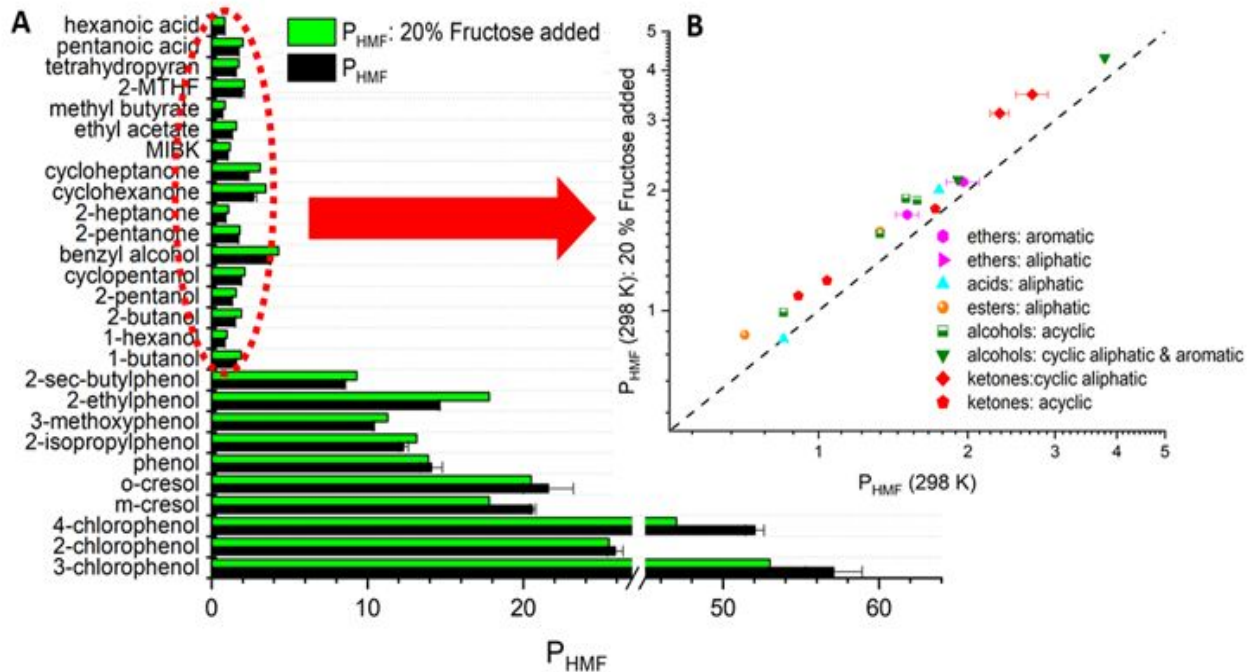 A
hexanoic acid
pentanoic acid
tetrahydropyran
2-MTHF
methyl butyrate
ethyl acetate
MIBK
cycloheptanone
cyclohexanone
2-heptanone
2-pentanone
benzyl alcohol
cyclopentanol
2-pentanol
2-butanol
1-hexanol
1-butanol
2-sec-butylphenol
2-ethylphenol
3-methoxyphenol
2-isopropylphenol
phenol
o-cresol
m-cresol
4-chlorophenol
2-chlorophenol
3-chlorophenol
P_HMF: 20% Fructose added
P_HMF
0 20 50 60
P_HMF
B
P_HMF (298 K): 20 % Fructose added
5
4
3
2
1
ethers: aromatic
ethers: aliphatic
acids: aliphatic
esters: aliphatic
alcohols: acyclic
alcohols: cyclic aliphatic & aromatic
ketones:cyclic aliphatic
ketones: acyclic
1 2 3 4 5
P_HMF (298 K)